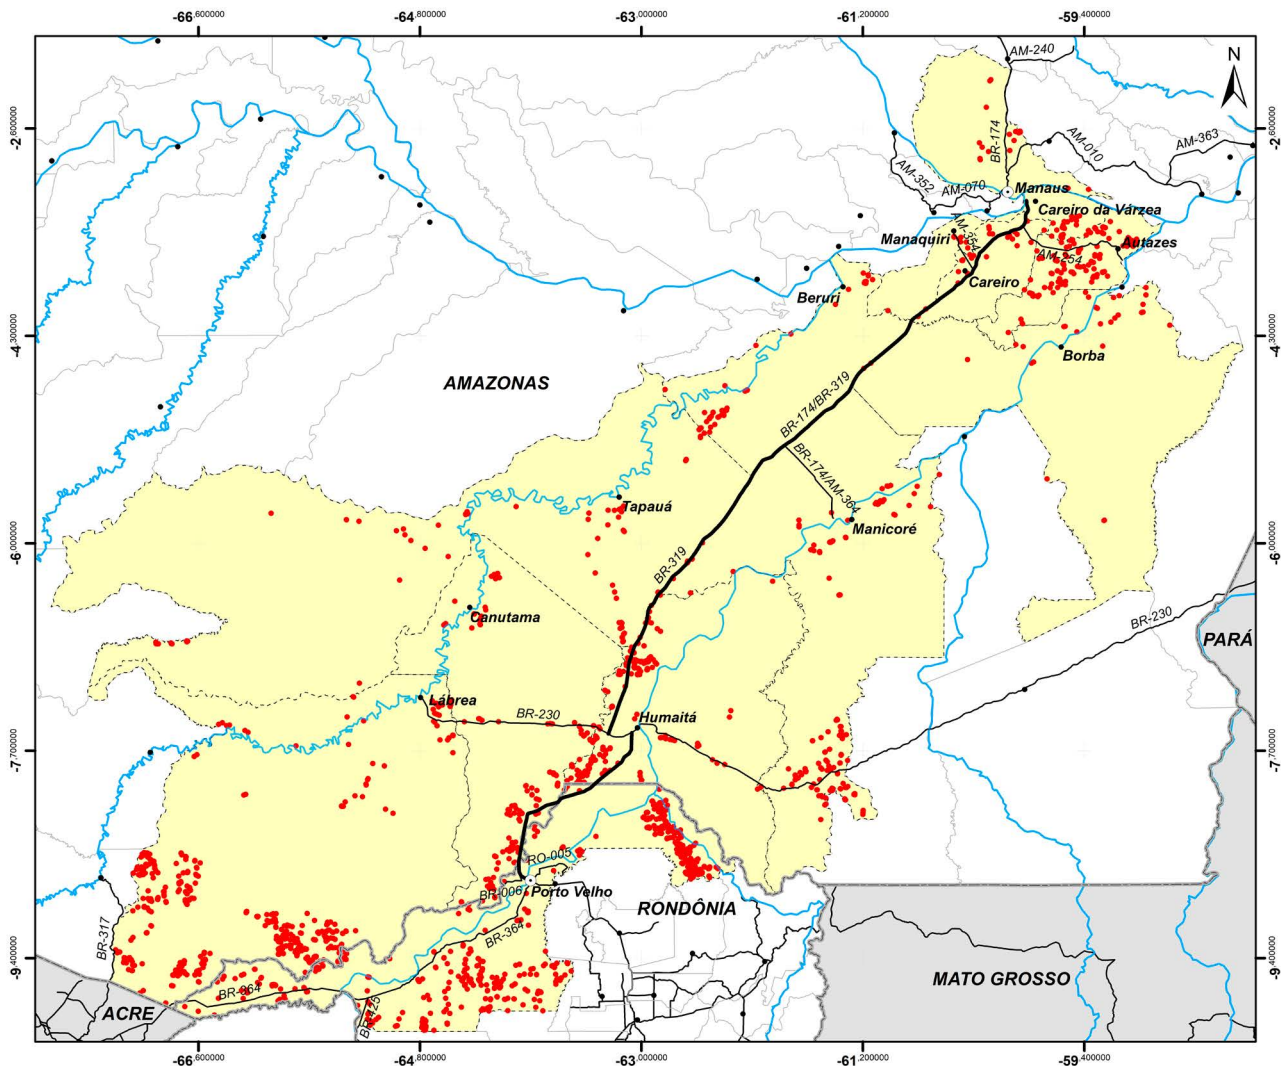 -66.600000
-64.800000
-63.000000
-61.200000
-59.400000
N
AM-240
-2.600000
-2.600000
BR-174
AM-010
AM-363
AM-352
AM-070
Manaus
Careiro da Várzea
Manaquiri
AM-354
Autazes
AM-254
Careiro
Beruri
-4.300000
-4.300000
Borba
AMAZONAS
BR-174/BR-319
BR-174/AM-364
Tapauá
Manicoré
-6.000000
-6.000000
BR-319
Canutama
BR-230
PARÁ
Lábrea
BR-230
Humaitá
-7.700000
-7.700000
RO-005
BR-006
Porto Velho
RONDÔNIA
BR-317
BR-364
-9.400000
-9.400000
MATO GROSSO
BR-364
ACRE
BR-425
-66.600000
-64.800000
-63.000000
-61.200000
-59.400000